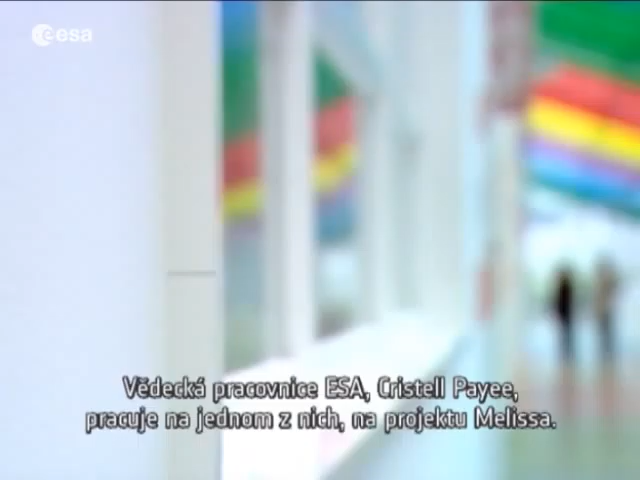 esa
Vědecká pracovnice ESA, Cristell Payee,
pracuje na jednom z nich, na projektu Melissa.